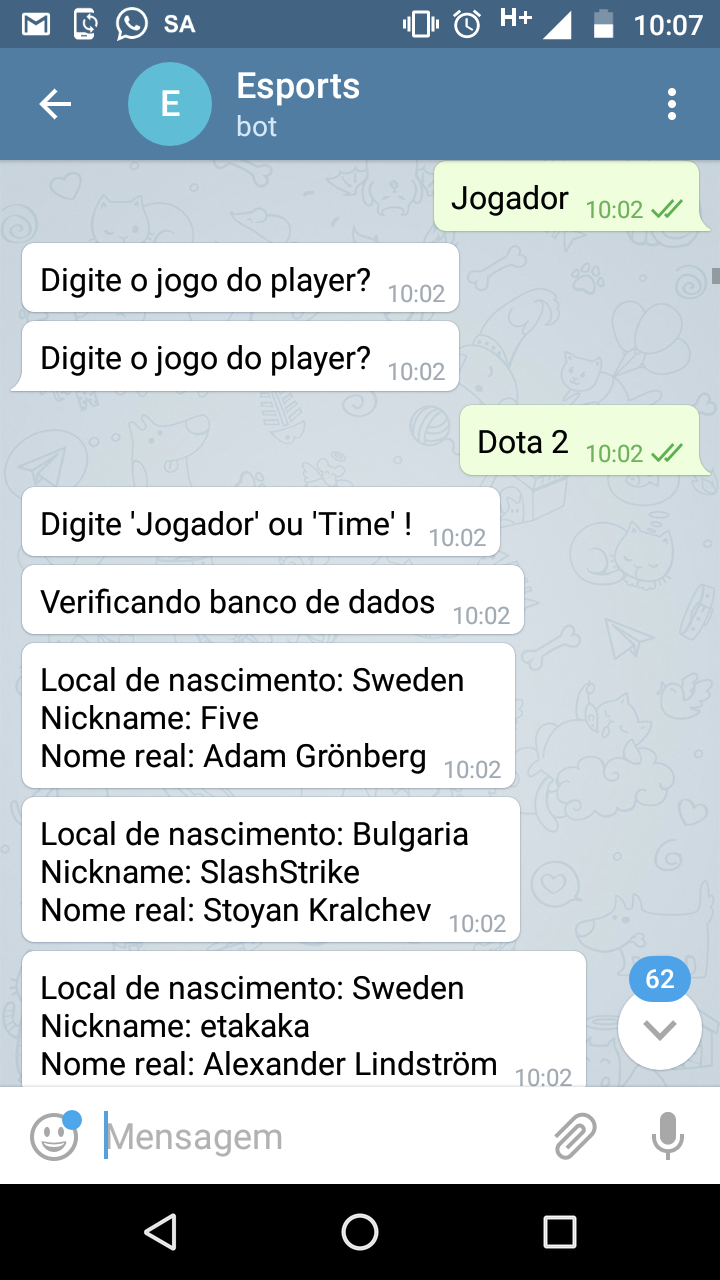 SA
H+
10:07
E
Esports
bot
Jogador 10:02
Digite o jogo do player? 10:02
Digite o jogo do player? 10:02
Dota 2 10:02
Digite 'Jogador' ou 'Time' ! 10:02
Verificando banco de dados 10:02
Local de nascimento: Sweden
Nickname: Five
Nome real: Adam Grönberg 10:02
Local de nascimento: Bulgaria
Nickname: SlashStrike
Nome real: Stoyan Kralchev 10:02
Local de nascimento: Sweden
Nickname: etakaka
Nome real: Alexander Lindström 10:02
62
Mensagem